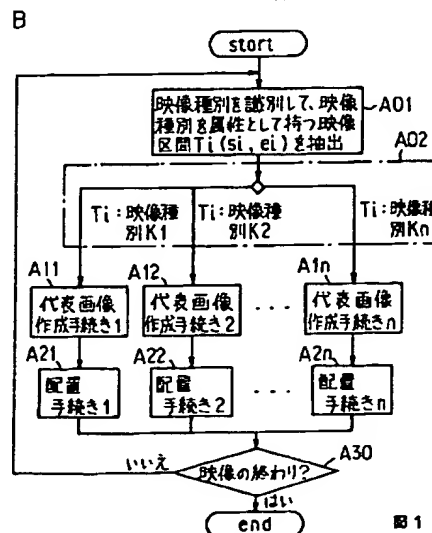 B
start
映像種別を識別して、映像
種別を属性として持つ映像
区間Ti(si, ei)を抽出
A01
A02
Ti:映像種
別K1
Ti:映像種
別K2
Ti:映像種
別Kn
A11
A12
A1n
代表画像
作成手続き1
代表画像
作成手続き2
...
代表画像
作成手続きn
A21
A22
A2n
配置
手続き1
配置
手続き2
...
配置
手続きn
いいえ
映像の終わり?
A30
はい
end
図1